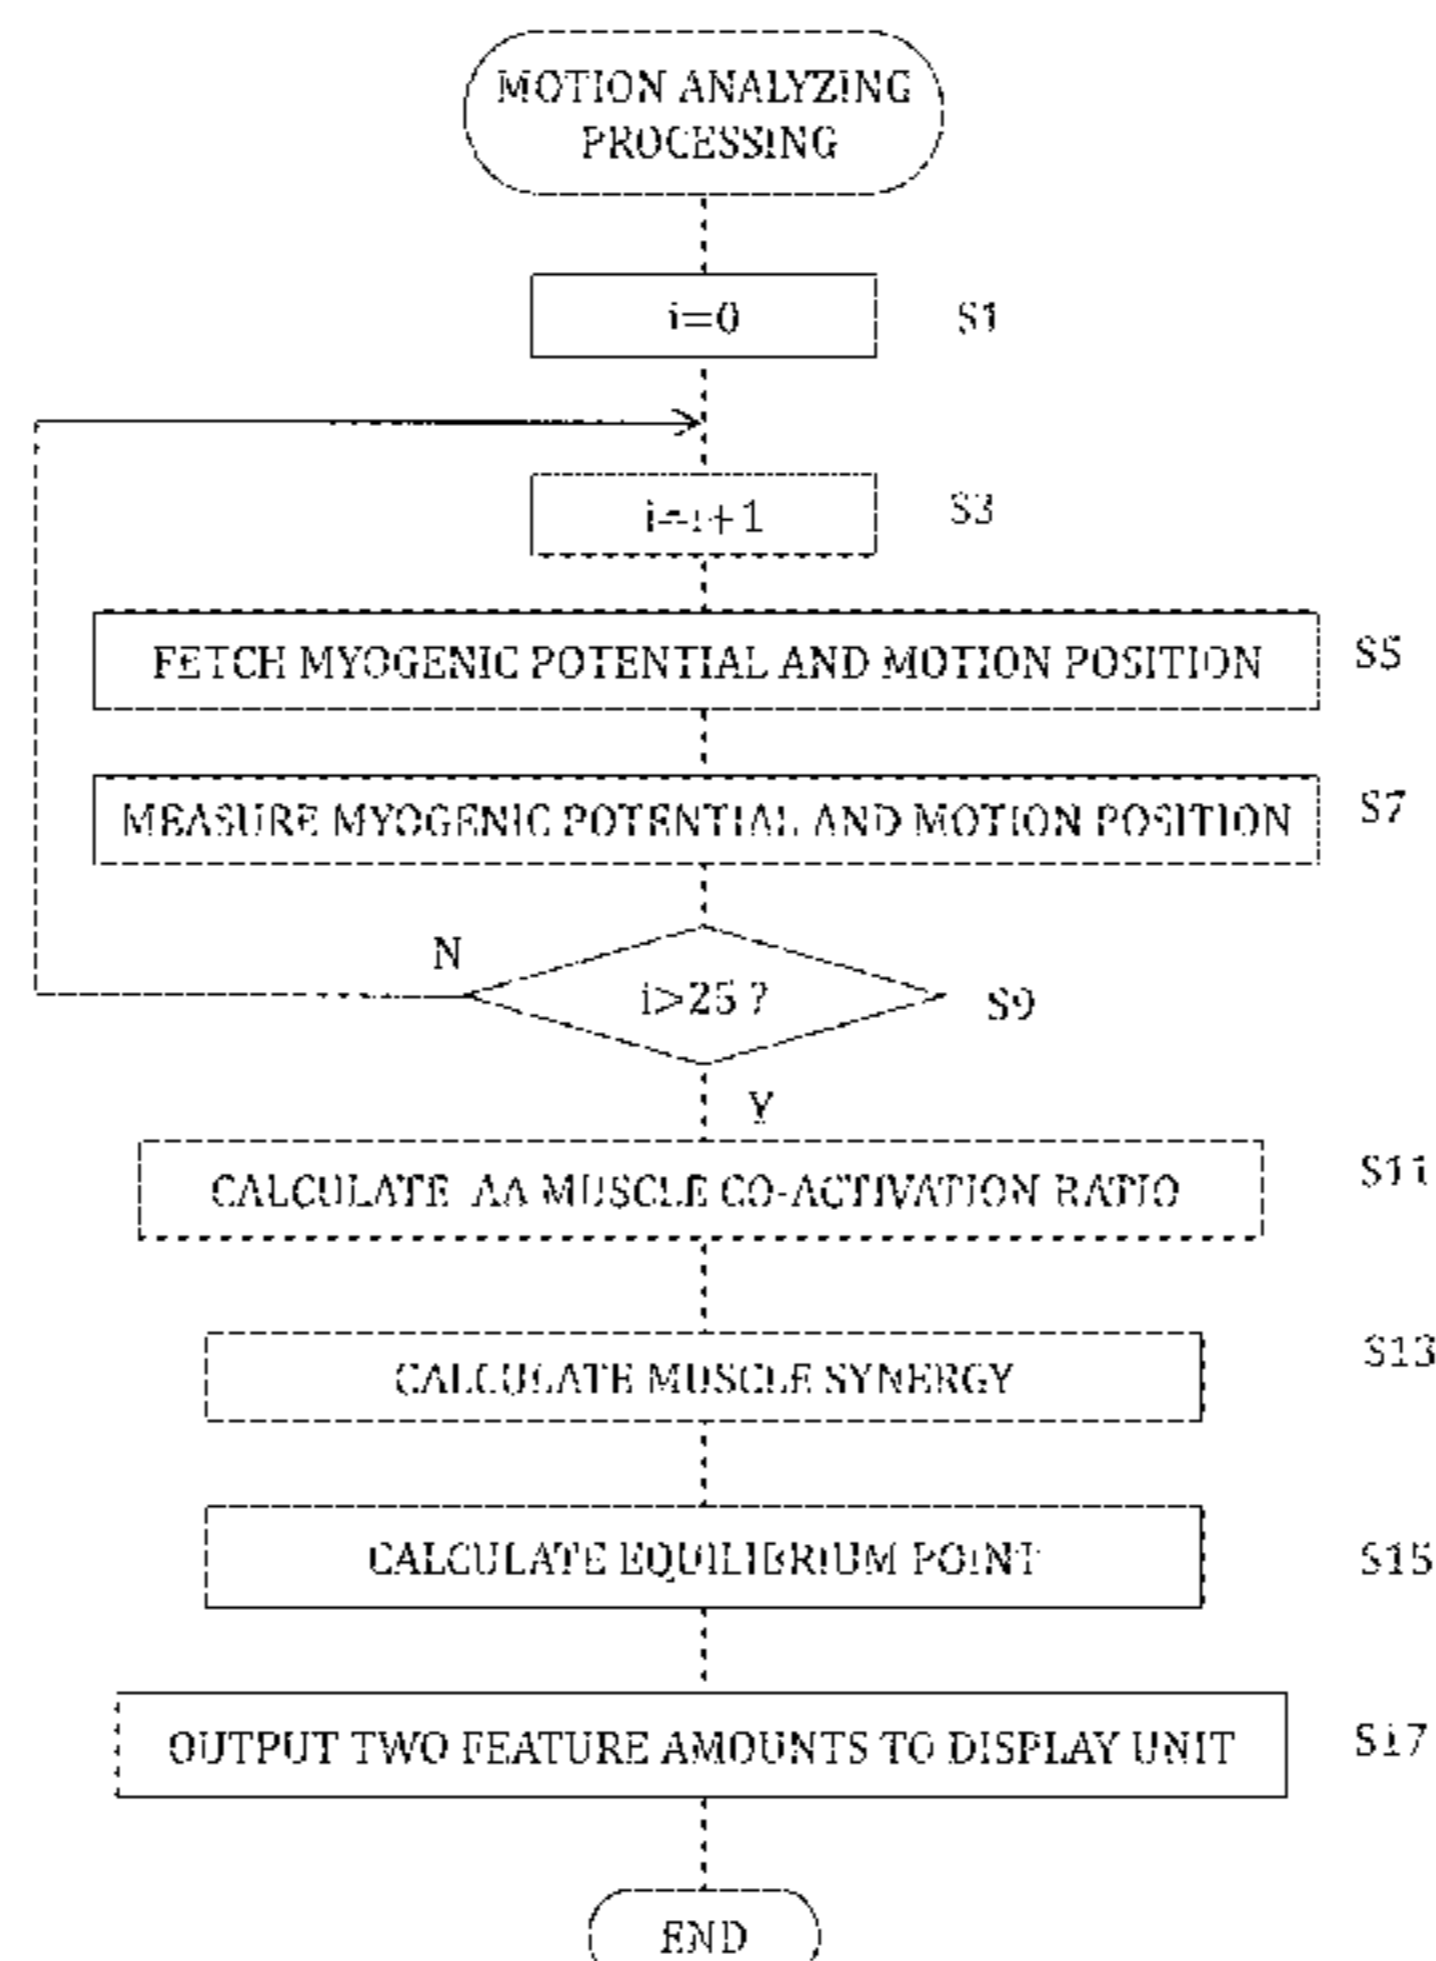 MOTION ANALYZING
PROCESSING
i=0 S1
i=i+1 S3
FETCH MYOGENIC POTENTIAL AND MOTION POSITION S5
MEASURE MYOGENIC POTENTIAL AND MOTION POSITION S7
N
i>25 ? S9
Y
CALCULATE AA MUSCLE CO-ACTIVATION RATIO S11
CALCULATE MUSCLE SYNERGY S13
CALCULATE EQUILIBRIUM POINT S15
OUTPUT TWO FEATURE AMOUNTS TO DISPLAY UNIT S17
END